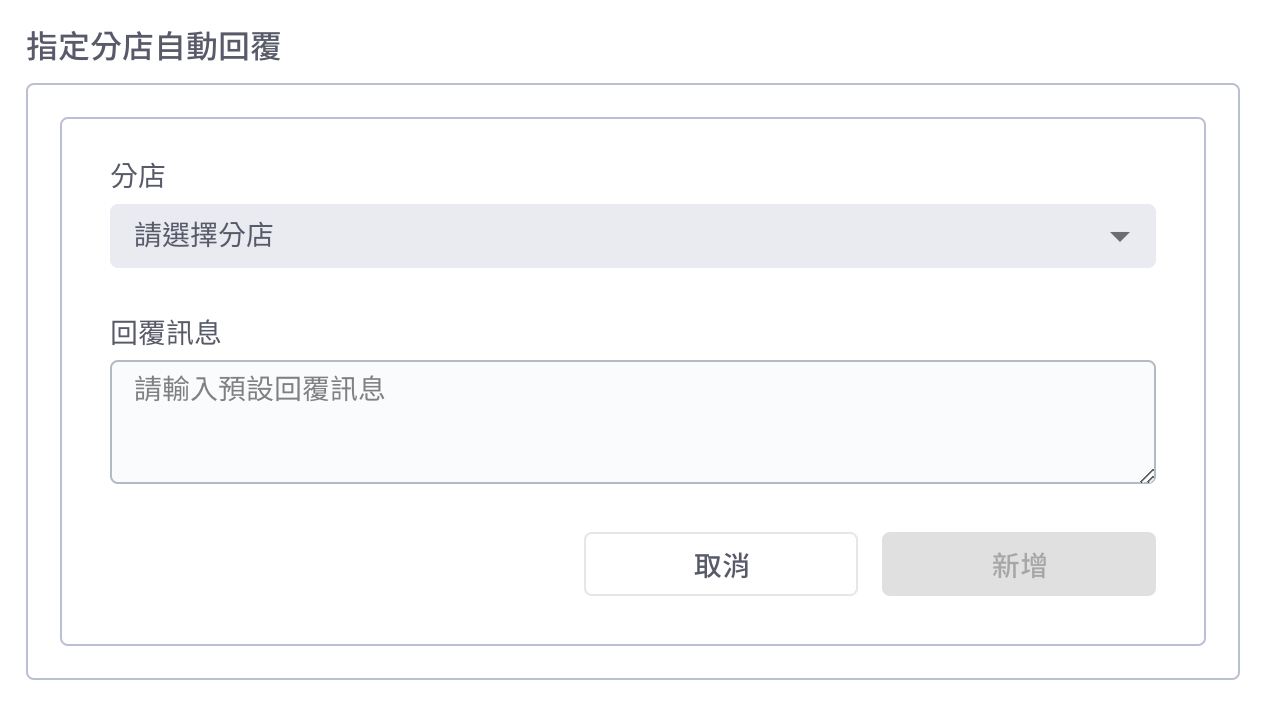 指定分店自動回覆
分店
請選擇分店
回覆訊息
請輸入預設回覆訊息
取消
新增